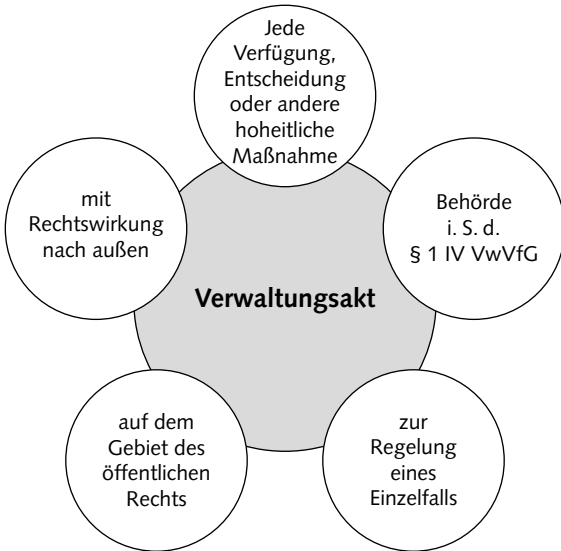 Jede
Verfügung,
Entscheidung
oder andere
hoheitliche
Maßnahme
mit
Rechtswirkung
nach außen
Behörde
i. S. d.
§ 1 IV VwVfG
Verwaltungsakt
auf dem
Gebiet des
öffentlichen
Rechts
zur
Regelung
eines
Einzelfalls